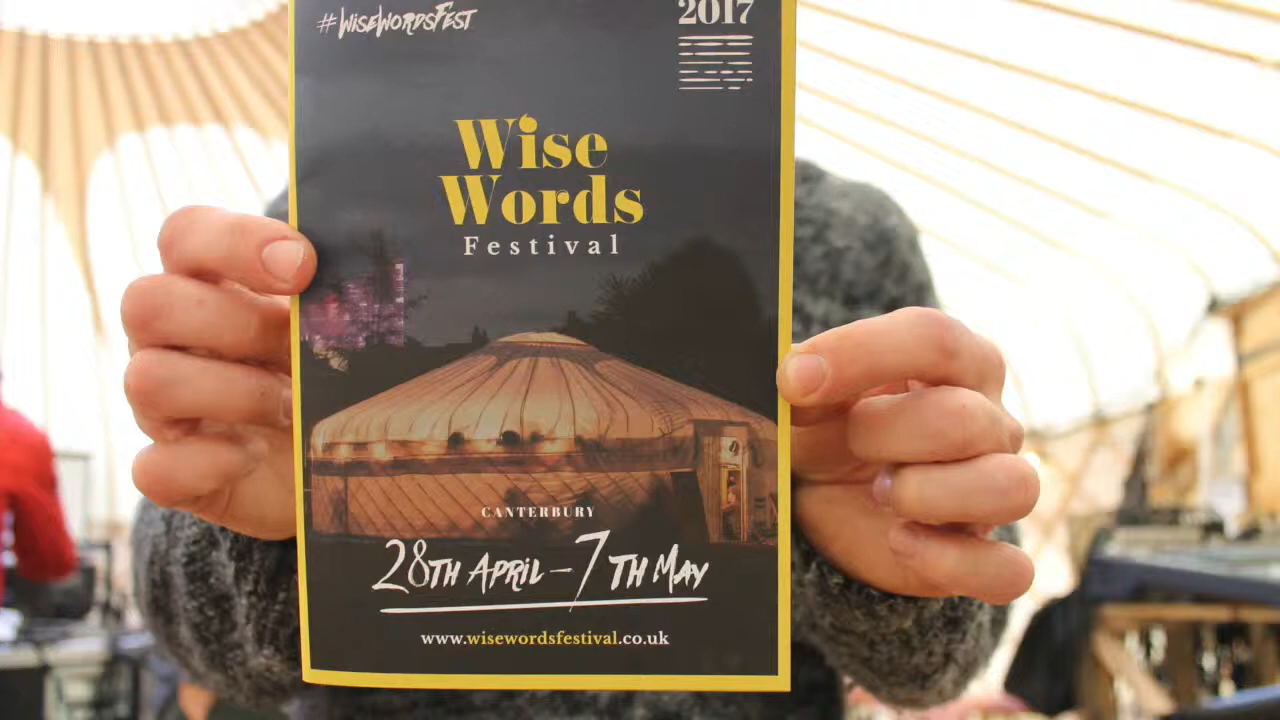 #WiseWordsFest
2017
Wise
Words
Festival
CANTERBURY
28TH APRIL – 7TH MAY
www.wisewordsfestival.co.uk